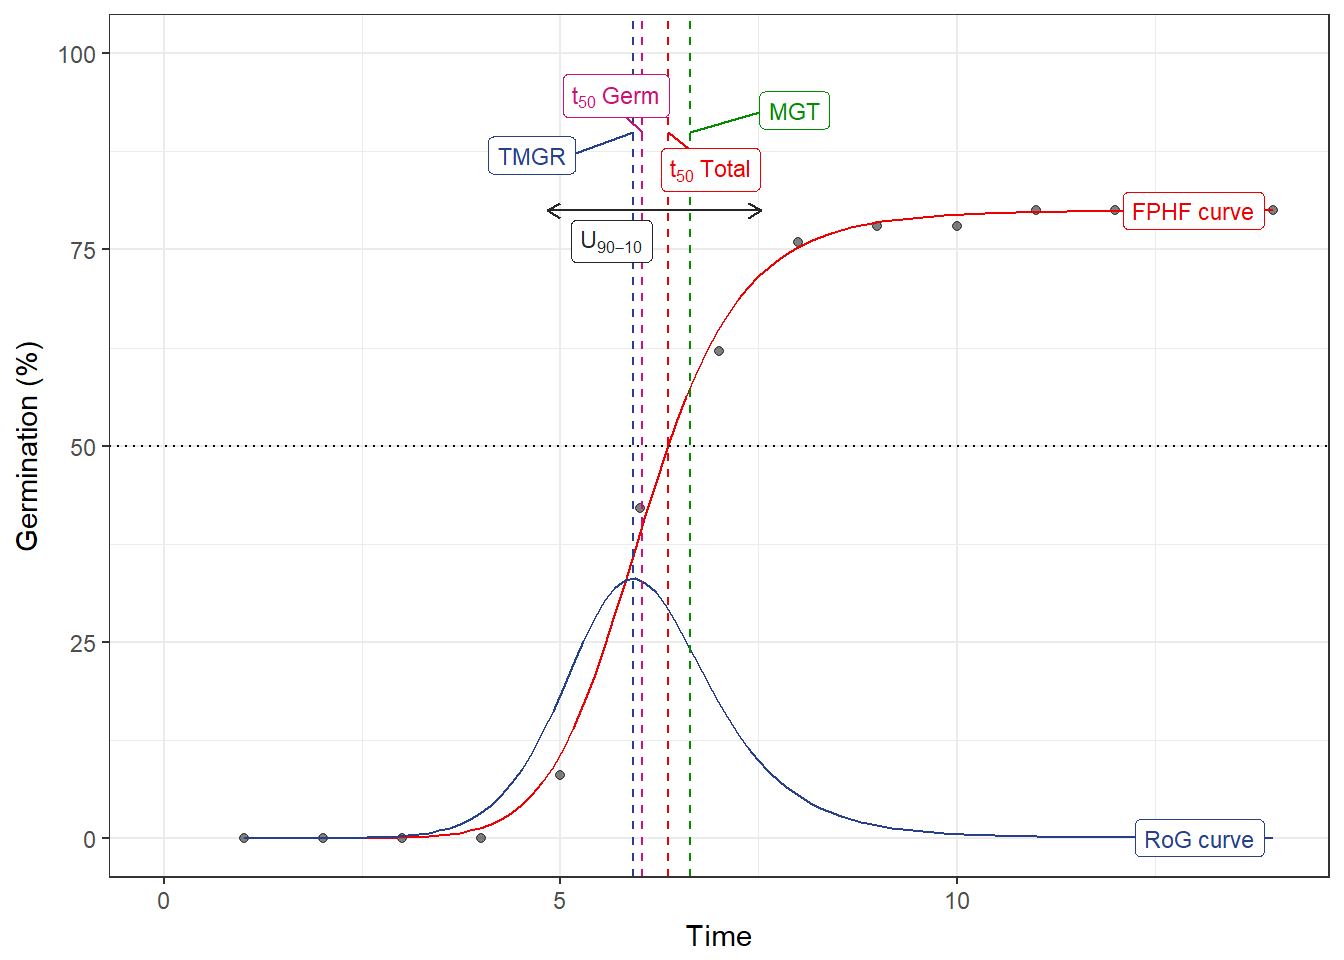 100
t50 Germ
MGT
TMGR
t50 Total
FPHF curve
U90–10
75
Germination (%)
50
25
0
RoG curve
0 5 10
Time